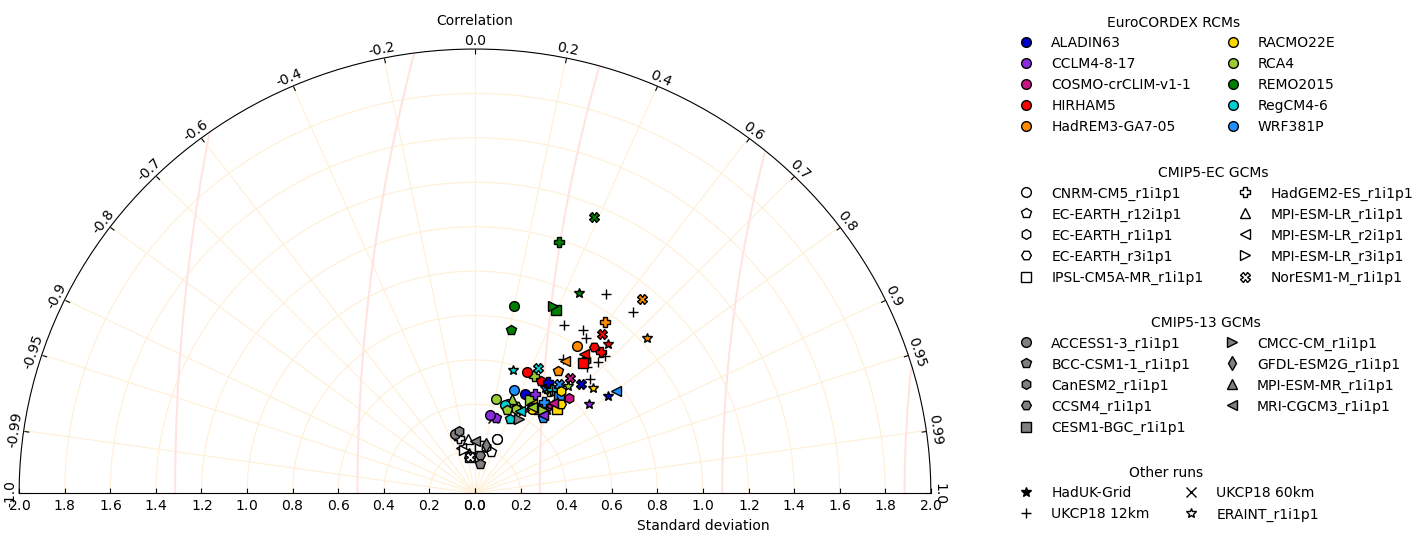 Correlation
0.0
-0.2
0.2
-0.4
0.4
-0.6
0.6
-0.7
0.7
-0.8
0.8
-0.9
0.9
-0.95
0.95
-0.99
0.99
-1.0
1.0
2.0 1.8 1.6 1.4 1.2 1.0 0.8 0.6 0.4 0.2 0.0 0.2 0.4 0.6 0.8 1.0 1.2 1.4 1.6 1.8 2.0
Standard deviation
EuroCORDEX RCMs
ALADIN63
CCLM4-8-17
COSMO-crCLIM-v1-1
HIRHAM5
HadREM3-GA7-05
RACMO22E
RCA4
REMO2015
RegCM4-6
WRF381P
CMIP5-EC GCMs
CNRM-CM5_r1i1p1
EC-EARTH_r12i1p1
EC-EARTH_r1i1p1
EC-EARTH_r3i1p1
IPSL-CM5A-MR_r1i1p1
HadGEM2-ES_r1i1p1
MPI-ESM-LR_r1i1p1
MPI-ESM-LR_r2i1p1
MPI-ESM-LR_r3i1p1
NorESM1-M_r1i1p1
CMIP5-13 GCMs
ACCESS1-3_r1i1p1
BCC-CSM1-1_r1i1p1
CanESM2_r1i1p1
CCSM4_r1i1p1
CESM1-BGC_r1i1p1
CMCC-CM_r1i1p1
GFDL-ESM2G_r1i1p1
MPI-ESM-MR_r1i1p1
MRI-CGCM3_r1i1p1
Other runs
HadUK-Grid
UKCP18 12km
UKCP18 60km
ERAINT_r1i1p1